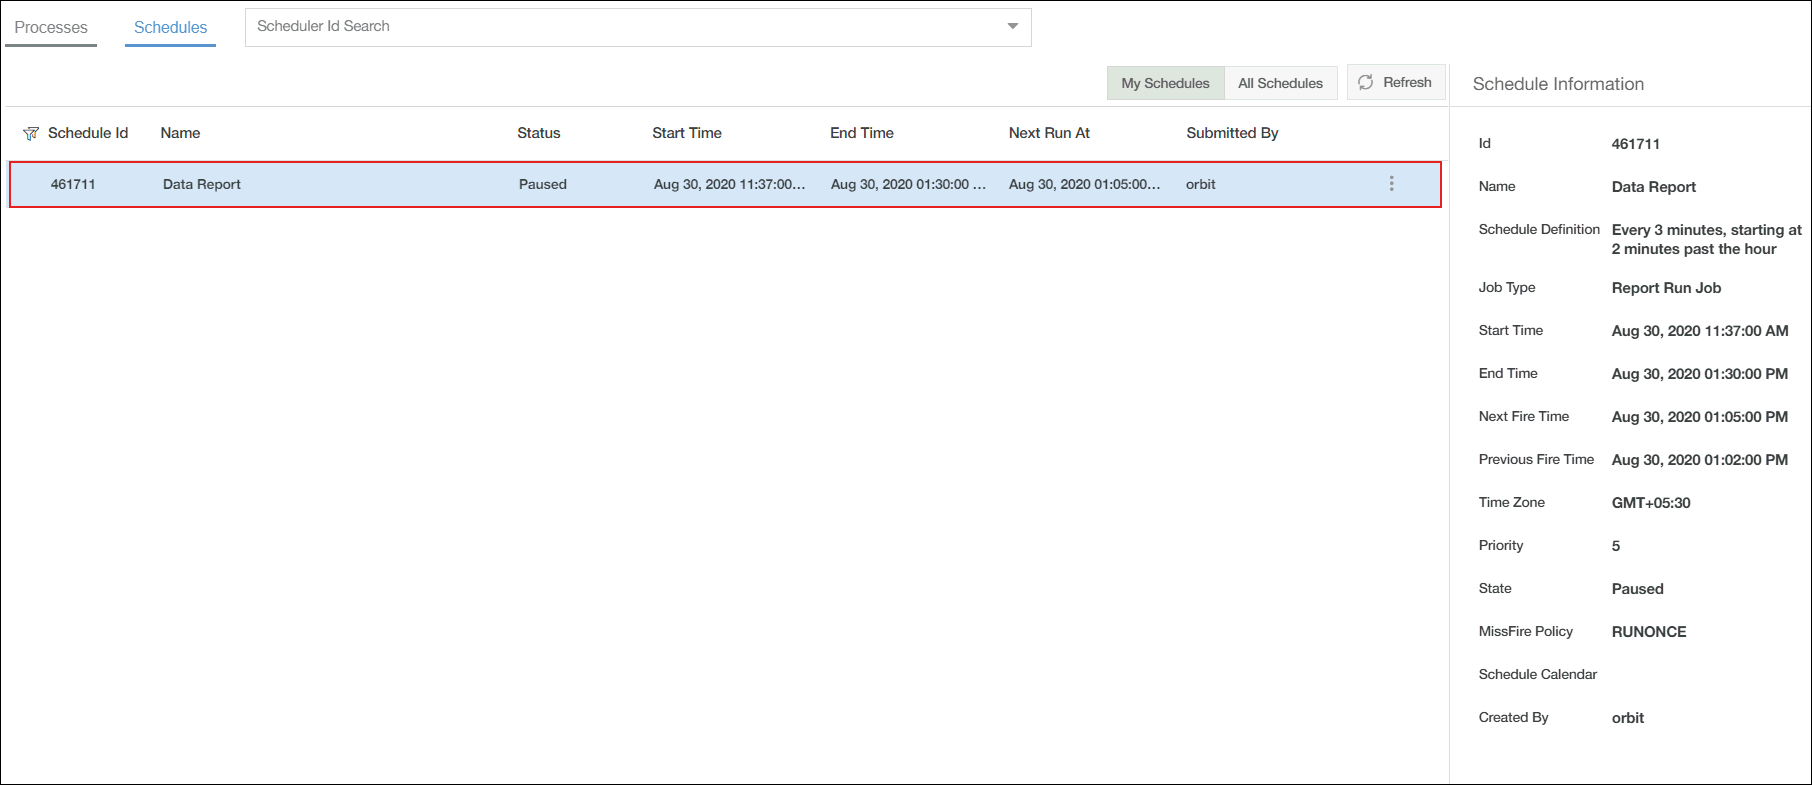 Processes
Schedules
Scheduler Id Search
My Schedules
All Schedules
Refresh
Schedule Id Name Status Start Time End Time Next Run At Submitted By
461711 Data Report Paused Aug 30, 2020 11:37:00... Aug 30, 2020 01:30:00 ... Aug 30, 2020 01:05:00... orbit
Schedule Information
Id 461711
Name Data Report
Schedule Definition Every 3 minutes, starting at
2 minutes past the hour
Job Type Report Run Job
Start Time Aug 30, 2020 11:37:00 AM
End Time Aug 30, 2020 01:30:00 PM
Next Fire Time Aug 30, 2020 01:05:00 PM
Previous Fire Time Aug 30, 2020 01:02:00 PM
Time Zone GMT+05:30
Priority 5
State Paused
MissFire Policy RUNONCE
Schedule Calendar
Created By orbit